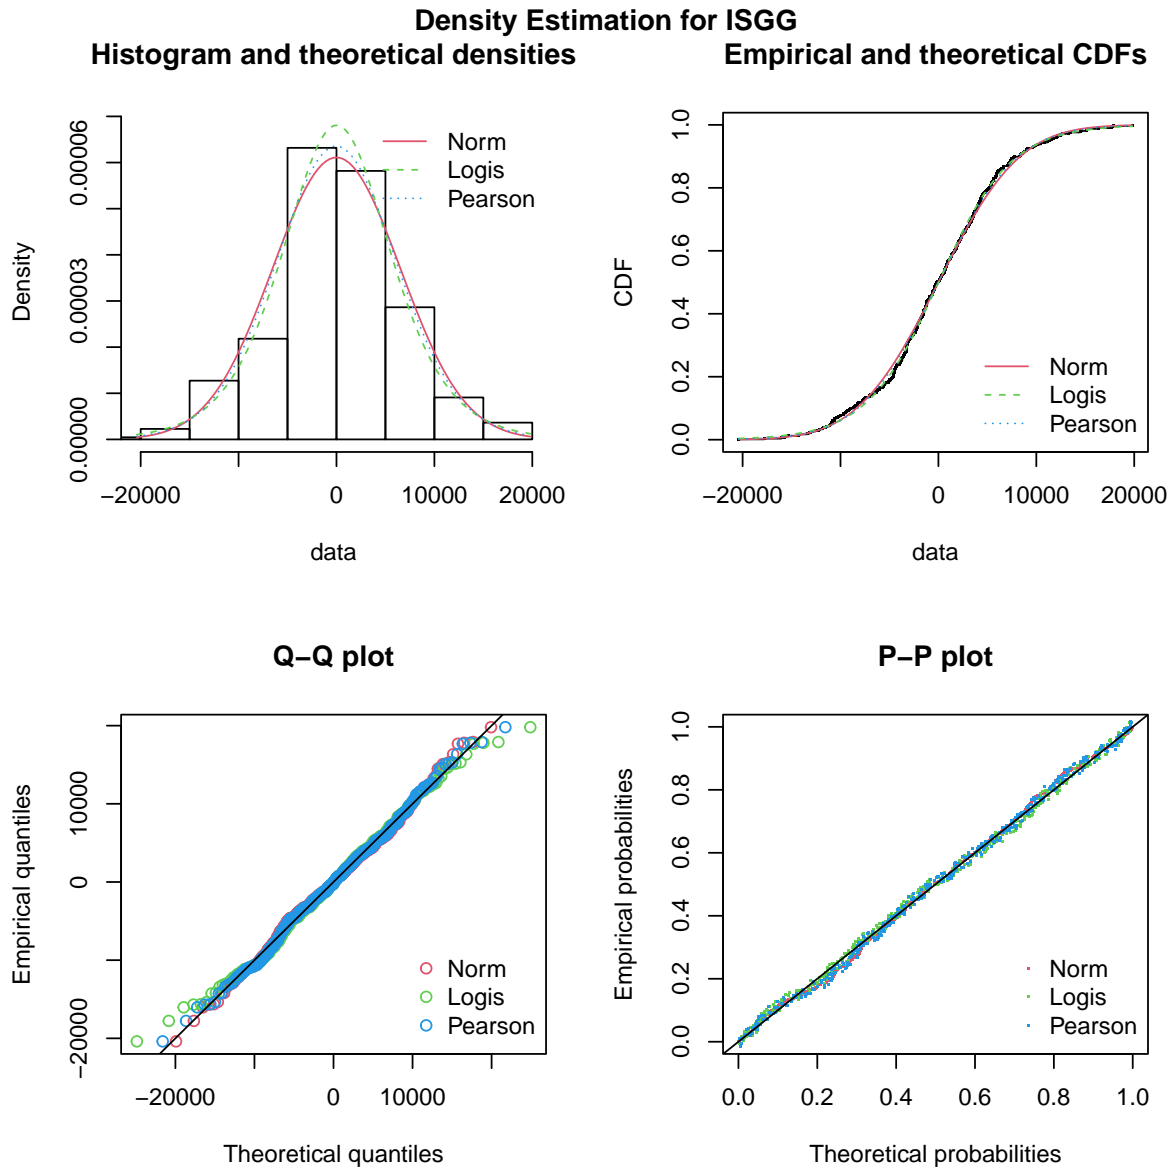 Density Estimation for ISGG
Histogram and theoretical densities
Density
0.00000
0.00003
0.00006
Norm
Logis
Pearson
−20000
0
10000
20000
data
Empirical and theoretical CDFs
CDF
0.0
0.2
0.4
0.6
0.8
1.0
Norm
Logis
Pearson
−20000
0
10000
20000
data
Q−Q plot
Empirical quantiles
−20000
0
10000
Norm
Logis
Pearson
−20000
0
10000
Theoretical quantiles
P−P plot
Empirical probabilities
0.0
0.2
0.4
0.6
0.8
1.0
Norm
Logis
Pearson
0.0
0.2
0.4
0.6
0.8
1.0
Theoretical probabilities